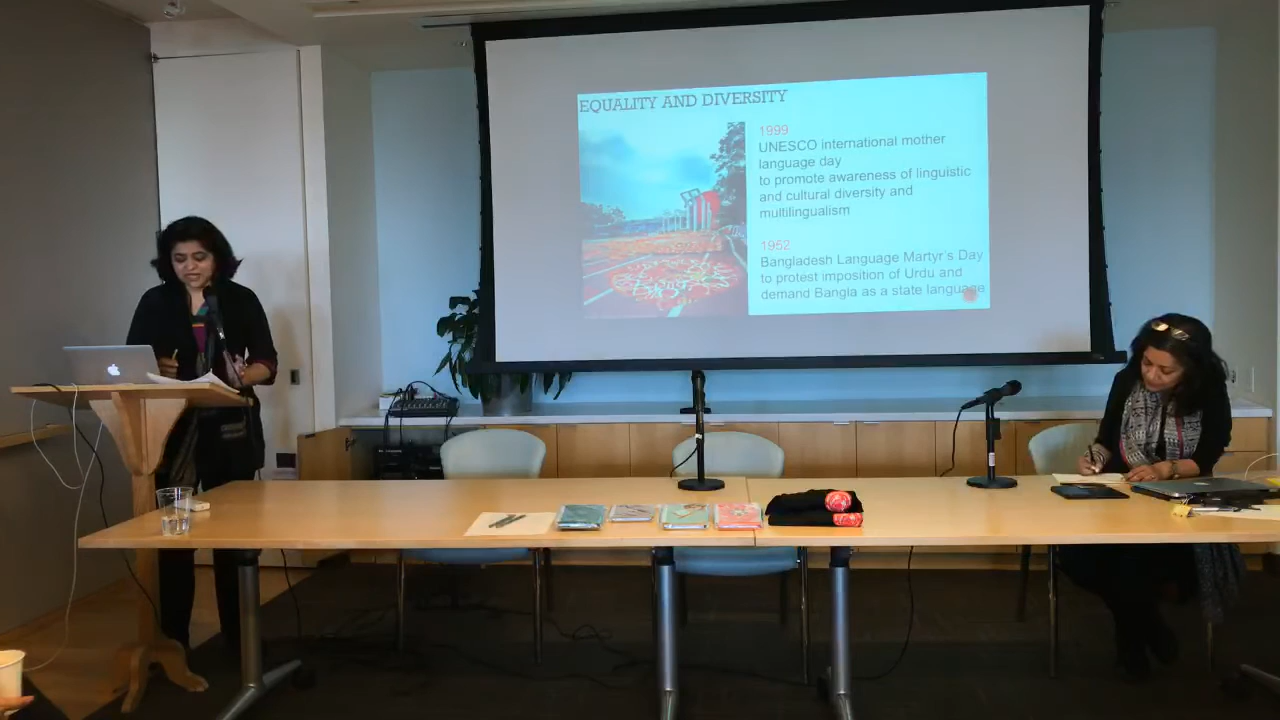 EQUALITY AND DIVERSITY
1999
UNESCO international mother
language day
to promote awareness of linguistic
and cultural diversity and
multilingualism
1952
Bangladesh Language Martyr's Day
to protest imposition of Urdu and
demand Bangla as a state language